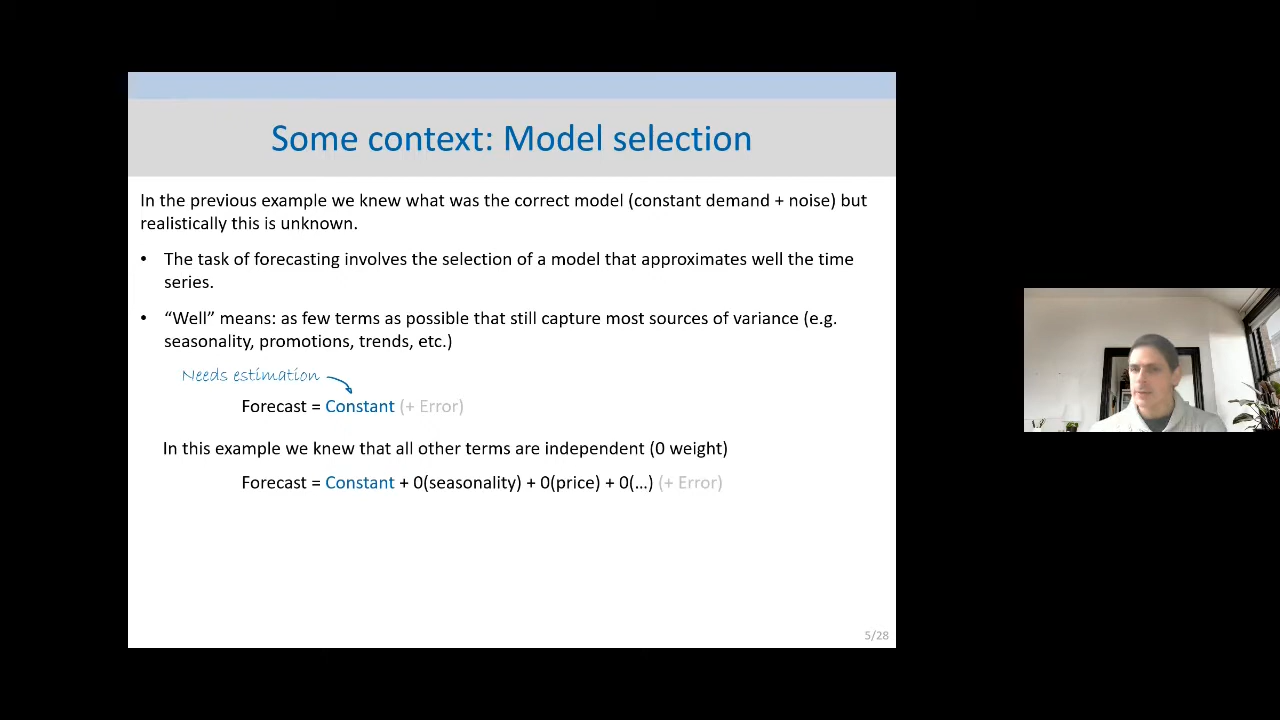 Some context: Model selection
In the previous example we knew what was the correct model (constant demand + noise) but
realistically this is unknown.
• The task of forecasting involves the selection of a model that approximates well the time
series.
• “Well” means: as few terms as possible that still capture most sources of variance (e.g.
seasonality, promotions, trends, etc.)
Needs estimation
Forecast = Constant (+ Error)
In this example we knew that all other terms are independent (0 weight)
Forecast = Constant + 0(seasonality) + 0(price) + 0(…) (+ Error)
5/28